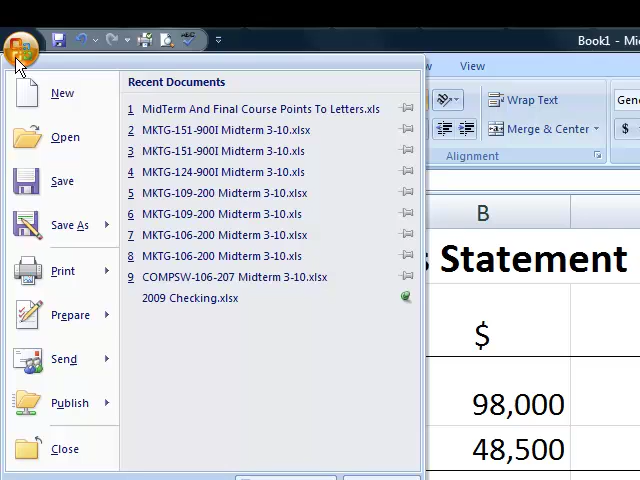 Book1 - Mi
View
New
Open
Save
Save As
Print
Prepare
Send
Publish
Close
Recent Documents
1 MidTerm And Final Course Points To Letters.xls
2 MKTG-151-900I Midterm 3-10.xlsx
3 MKTG-151-900I Midterm 3-10.xls
4 MKTG-124-900I Midterm 3-10.xls
5 MKTG-109-200 Midterm 3-10.xlsx
6 MKTG-109-200 Midterm 3-10.xls
7 MKTG-106-200 Midterm 3-10.xlsx
8 MKTG-106-200 Midterm 3-10.xls
9 COMPSW-106-207 Midterm 3-10.xlsx
2009 Checking.xlsx
Wrap Text
Gene
Merge & Center
$
Alignment
B
s Statement
$
98,000
48,500